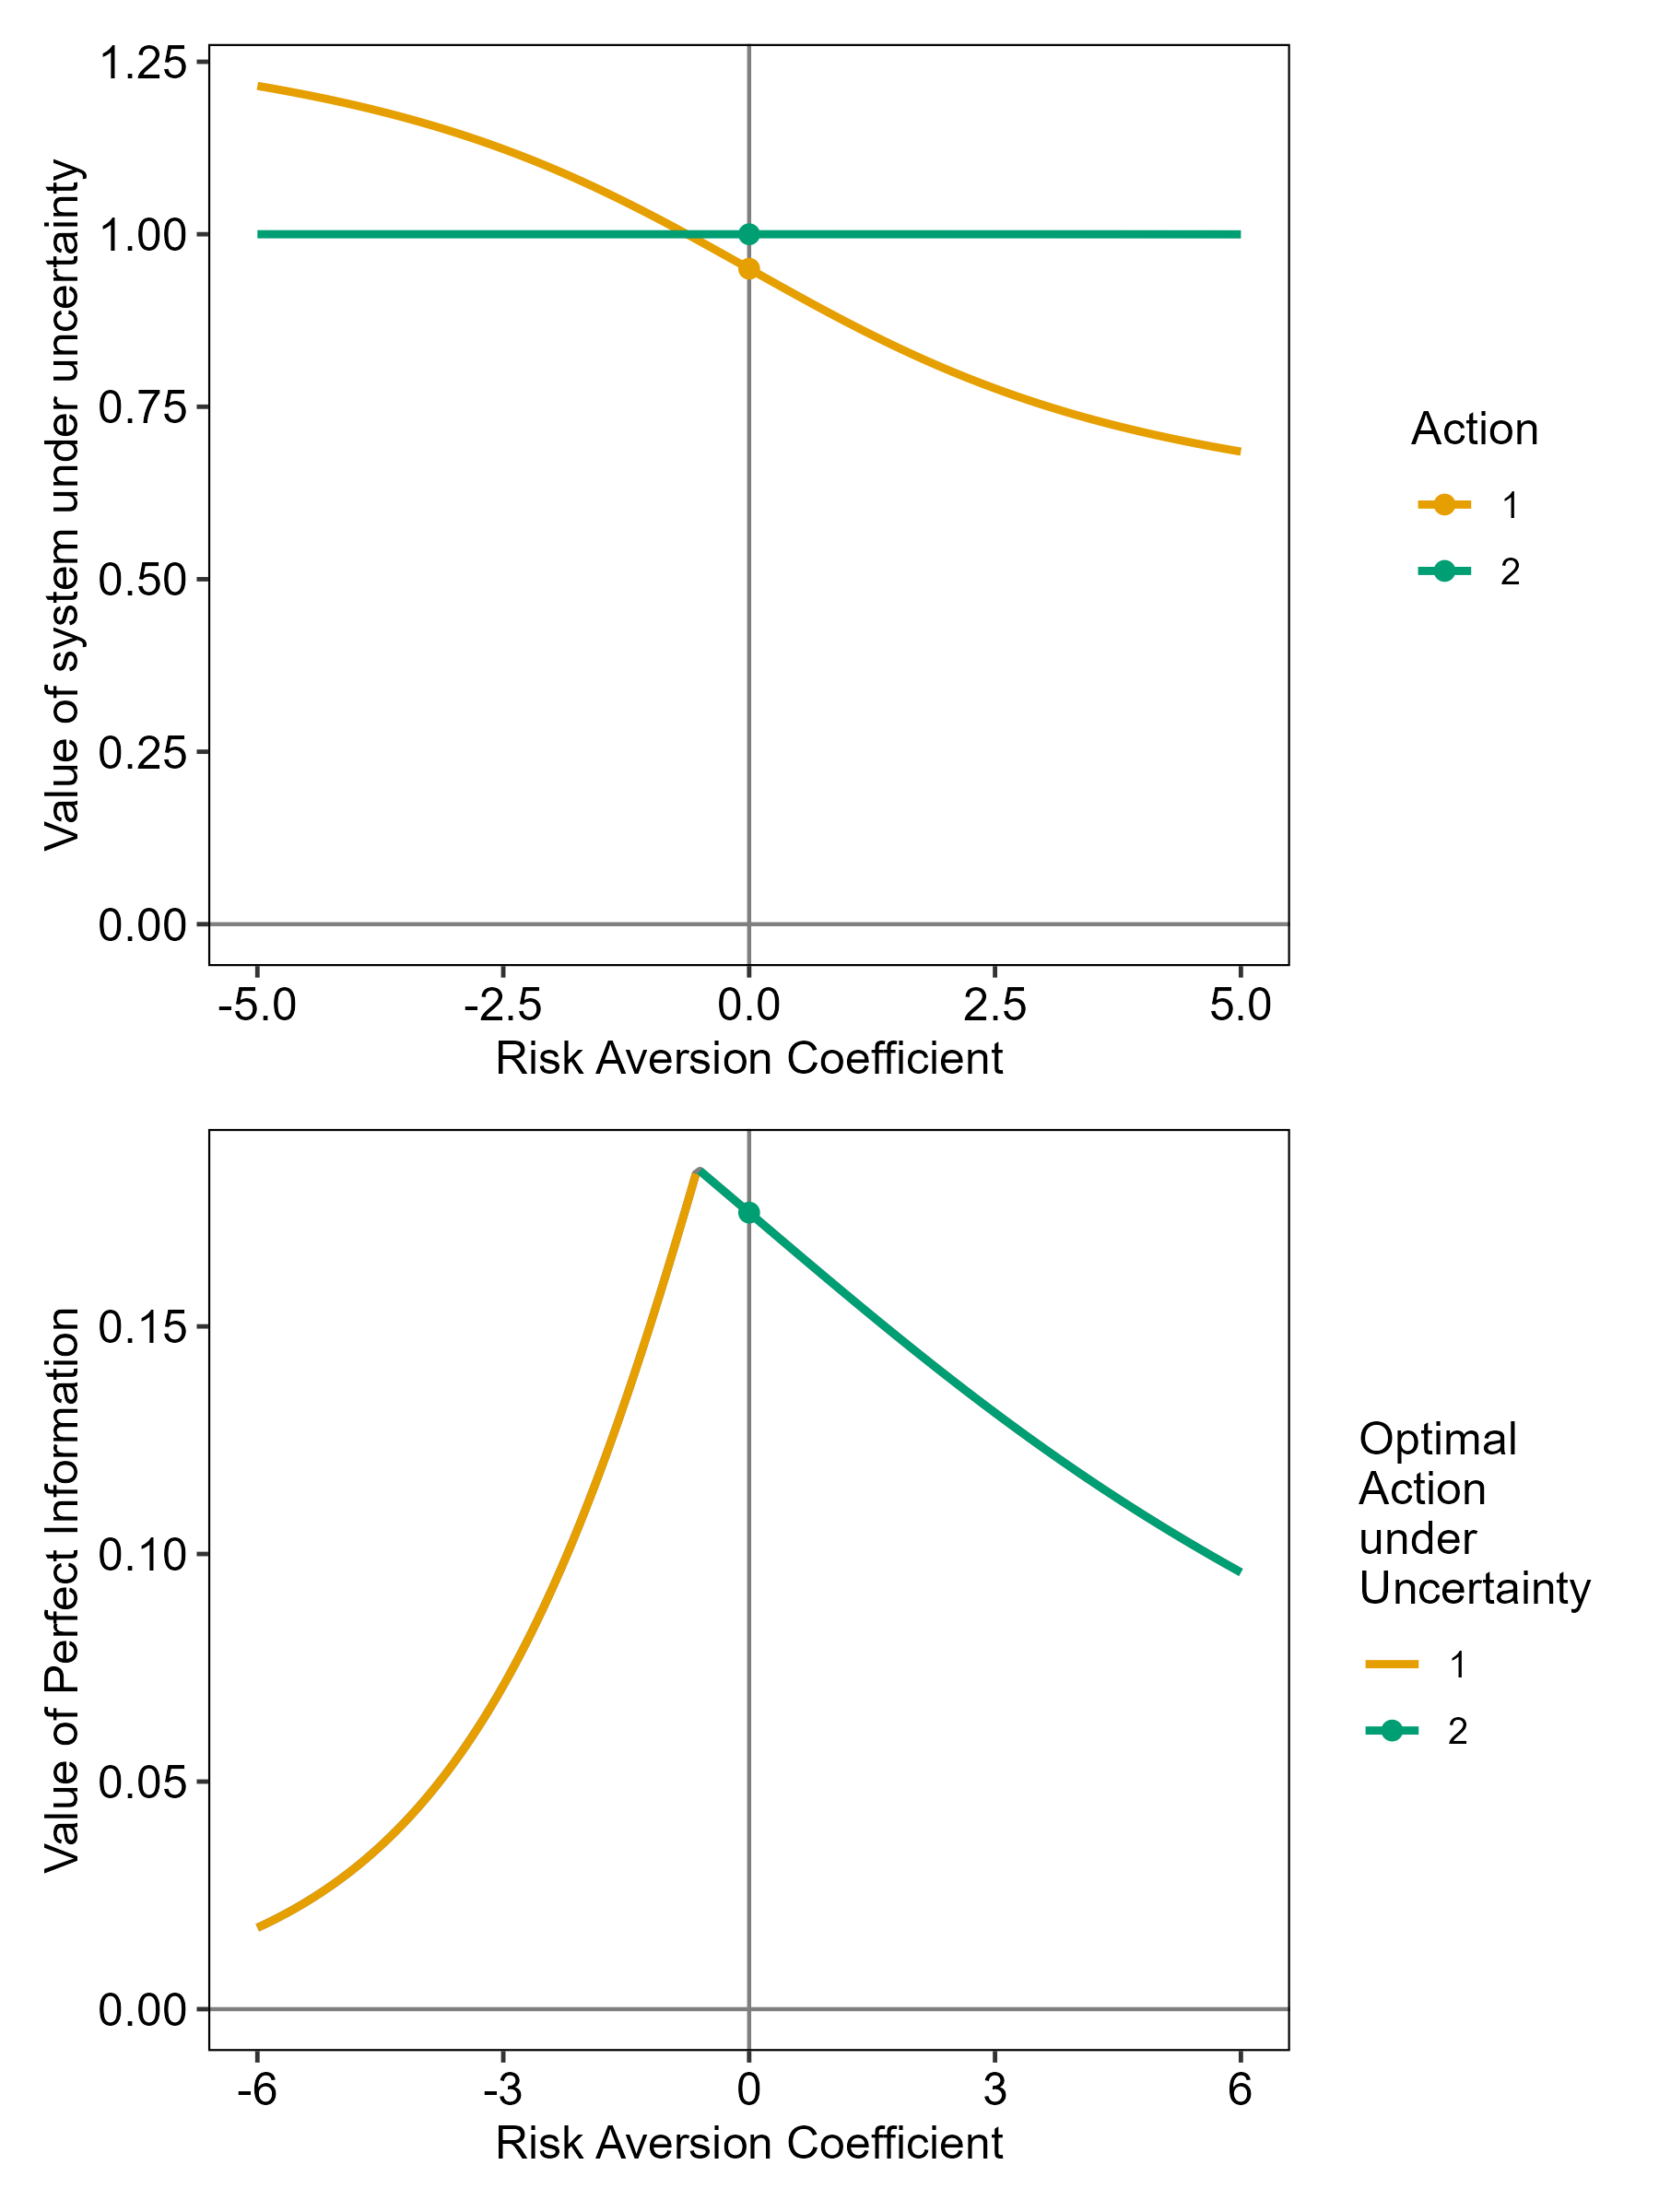 Value of system under uncertainty
1.25
1.00
0.75
0.50
0.25
0.00
-5.0 -2.5 0.0 2.5 5.0
Risk Aversion Coefficient
Action
1
2
Value of Perfect Information
0.15
0.10
0.05
0.00
-6 -3 0 3 6
Risk Aversion Coefficient
Optimal
Action
under
Uncertainty
1
2